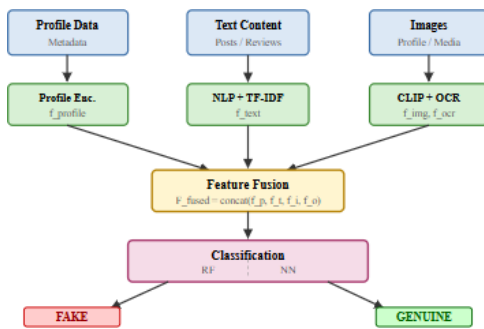 Profile Data
Metadata
Text Content
Posts / Reviews
Images
Profile / Media
Profile Enc.
f_profile
NLP + TF-IDF
f_text
CLIP + OCR
f_img, f_ocr
Feature Fusion
F_fused = concat(f_p, f_t, f_i, f_o)
Classification
RF NN
FAKE
GENUINE